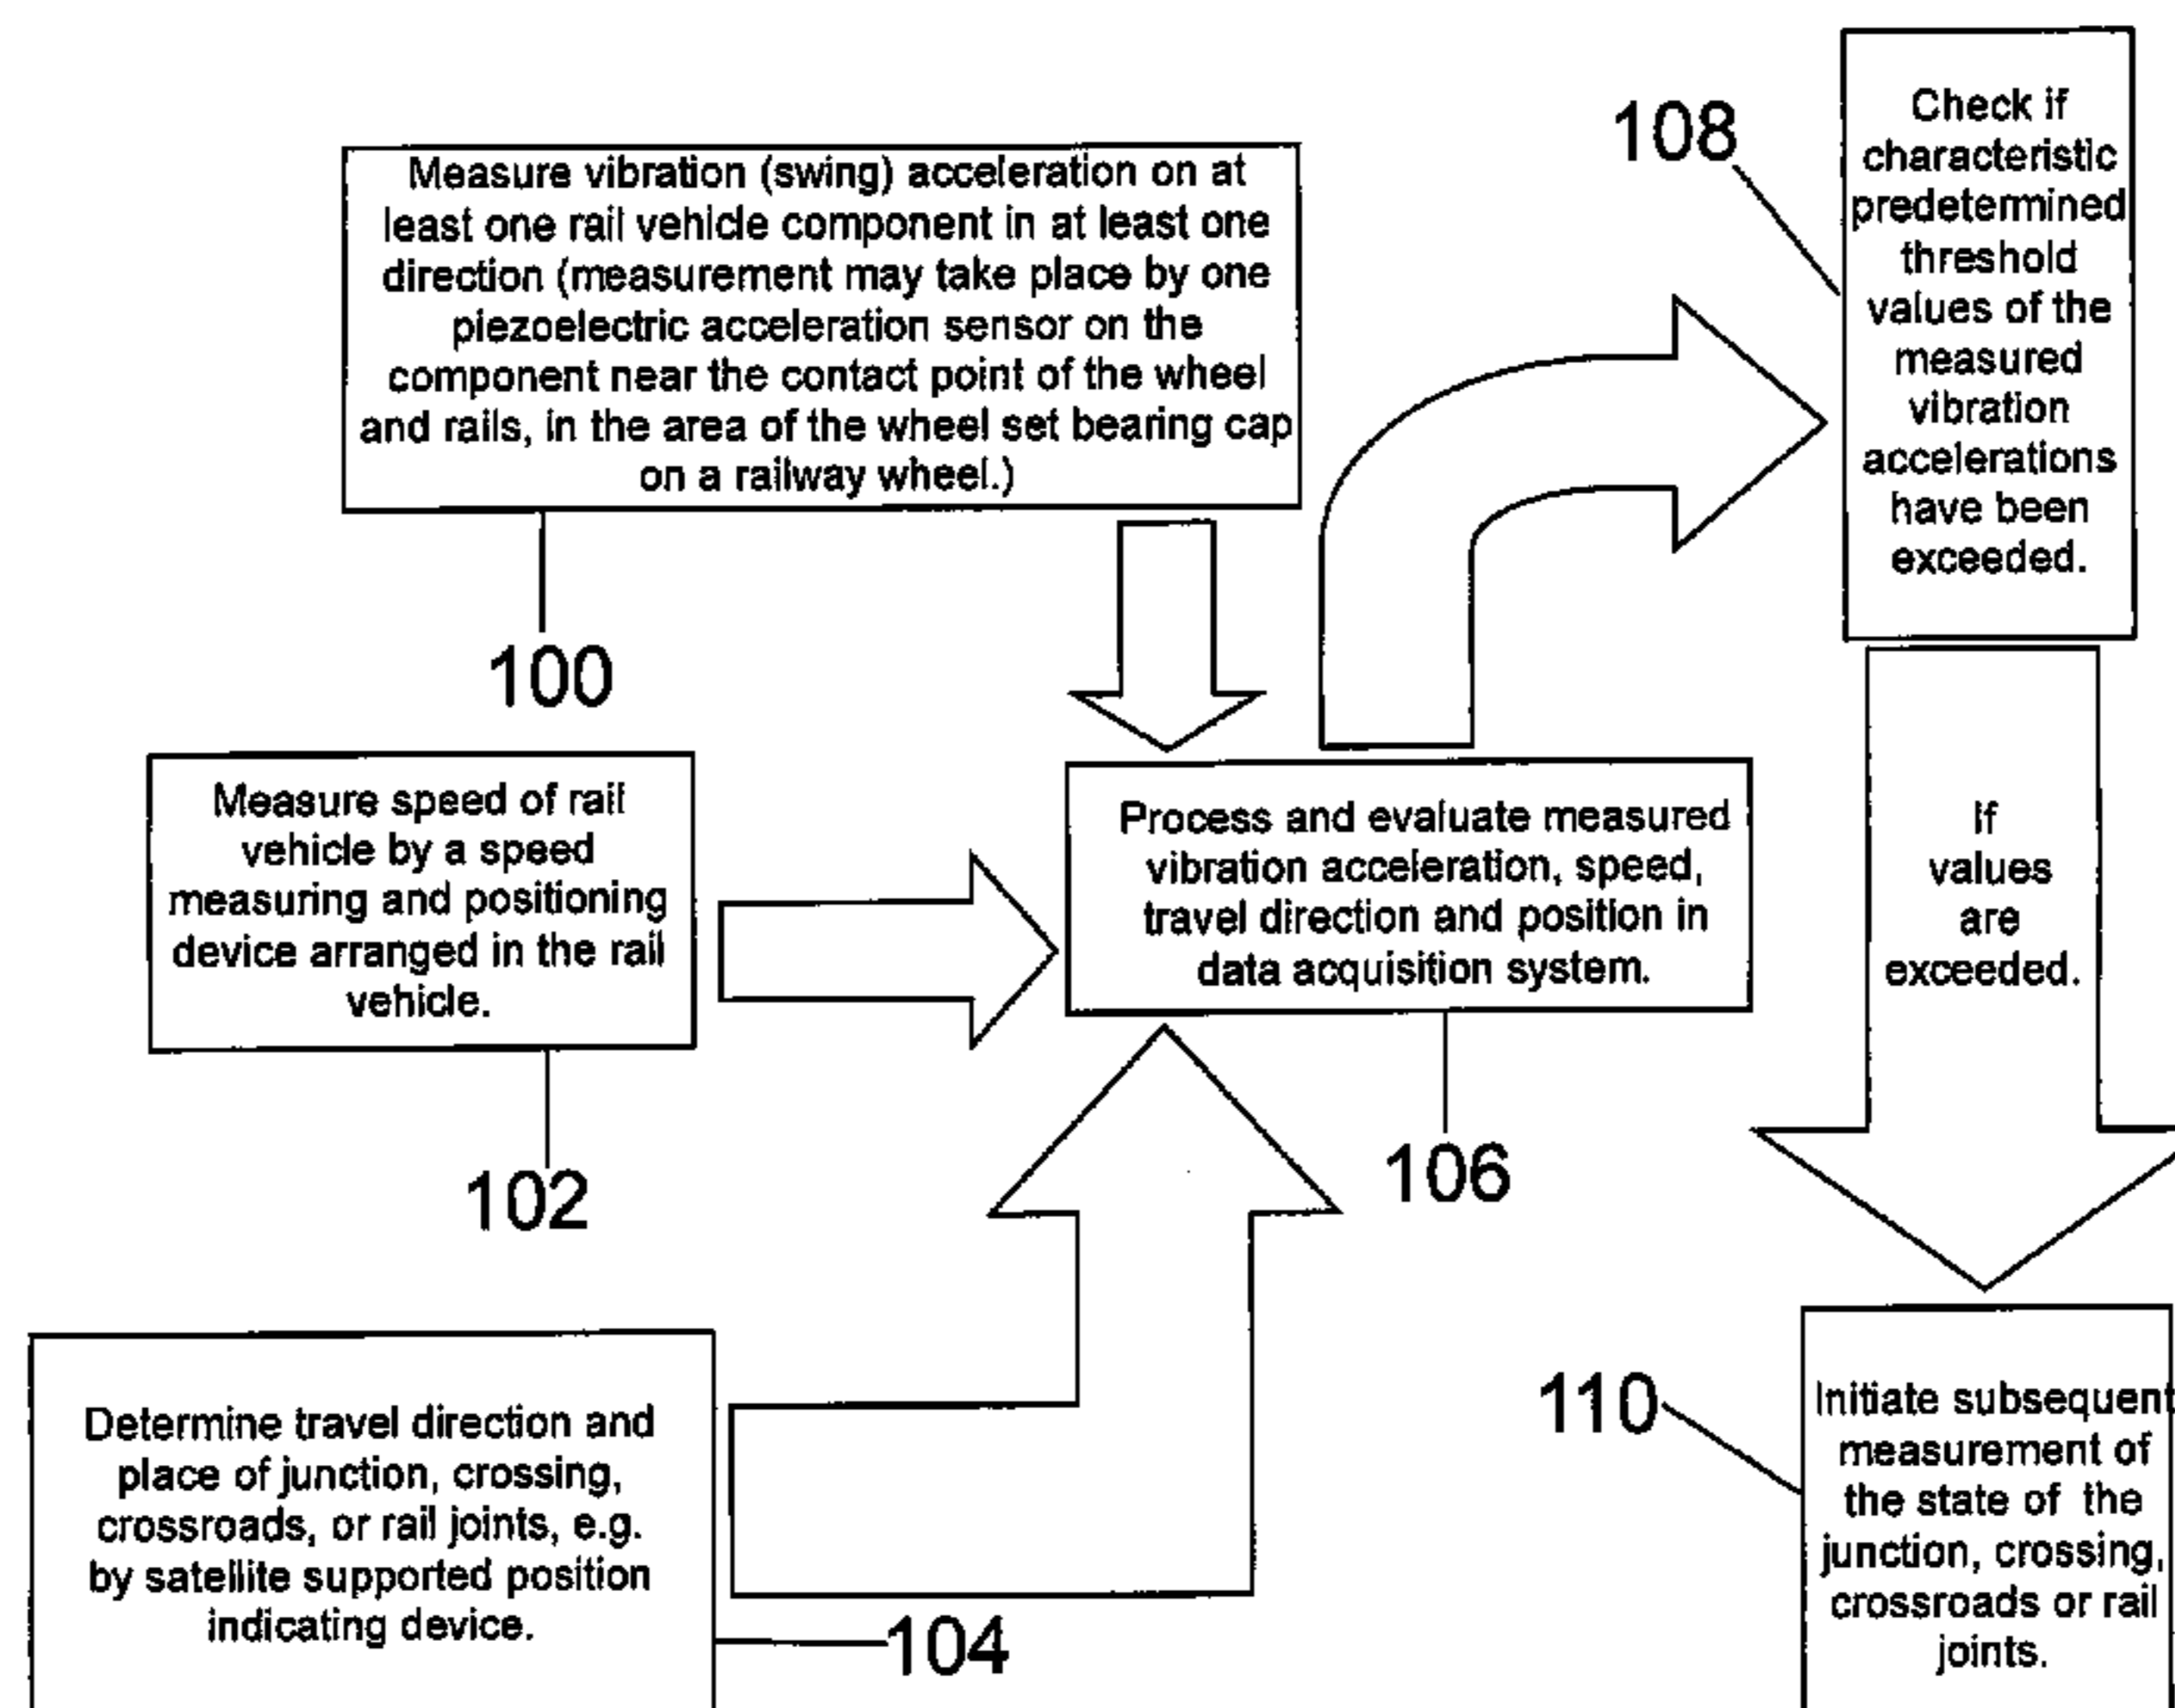 Measure vibration (swing) acceleration on at
least one rail vehicle component in at least one
direction (measurement may take place by one
piezoelectric acceleration sensor on the
component near the contact point of the wheel
and rails, in the area of the wheel set bearing cap
on a railway wheel.)
100
108
Check if
characteristic
predetermined
threshold
values of the
measured
vibration
accelerations
have been
exceeded.
Measure speed of rail
vehicle by a speed
measuring and positioning
device arranged in the rail
vehicle.
102
Process and evaluate measured
vibration acceleration, speed,
travel direction and position in
data acquisition system.
106
If
values
are
exceeded.
Determine travel direction and
place of junction, crossing,
crossroads, or rail joints, e.g.
by satellite supported position
indicating device.
104
110
Initiate subsequent
measurement of
the state of the
junction, crossing,
crossroads or rail
joints.